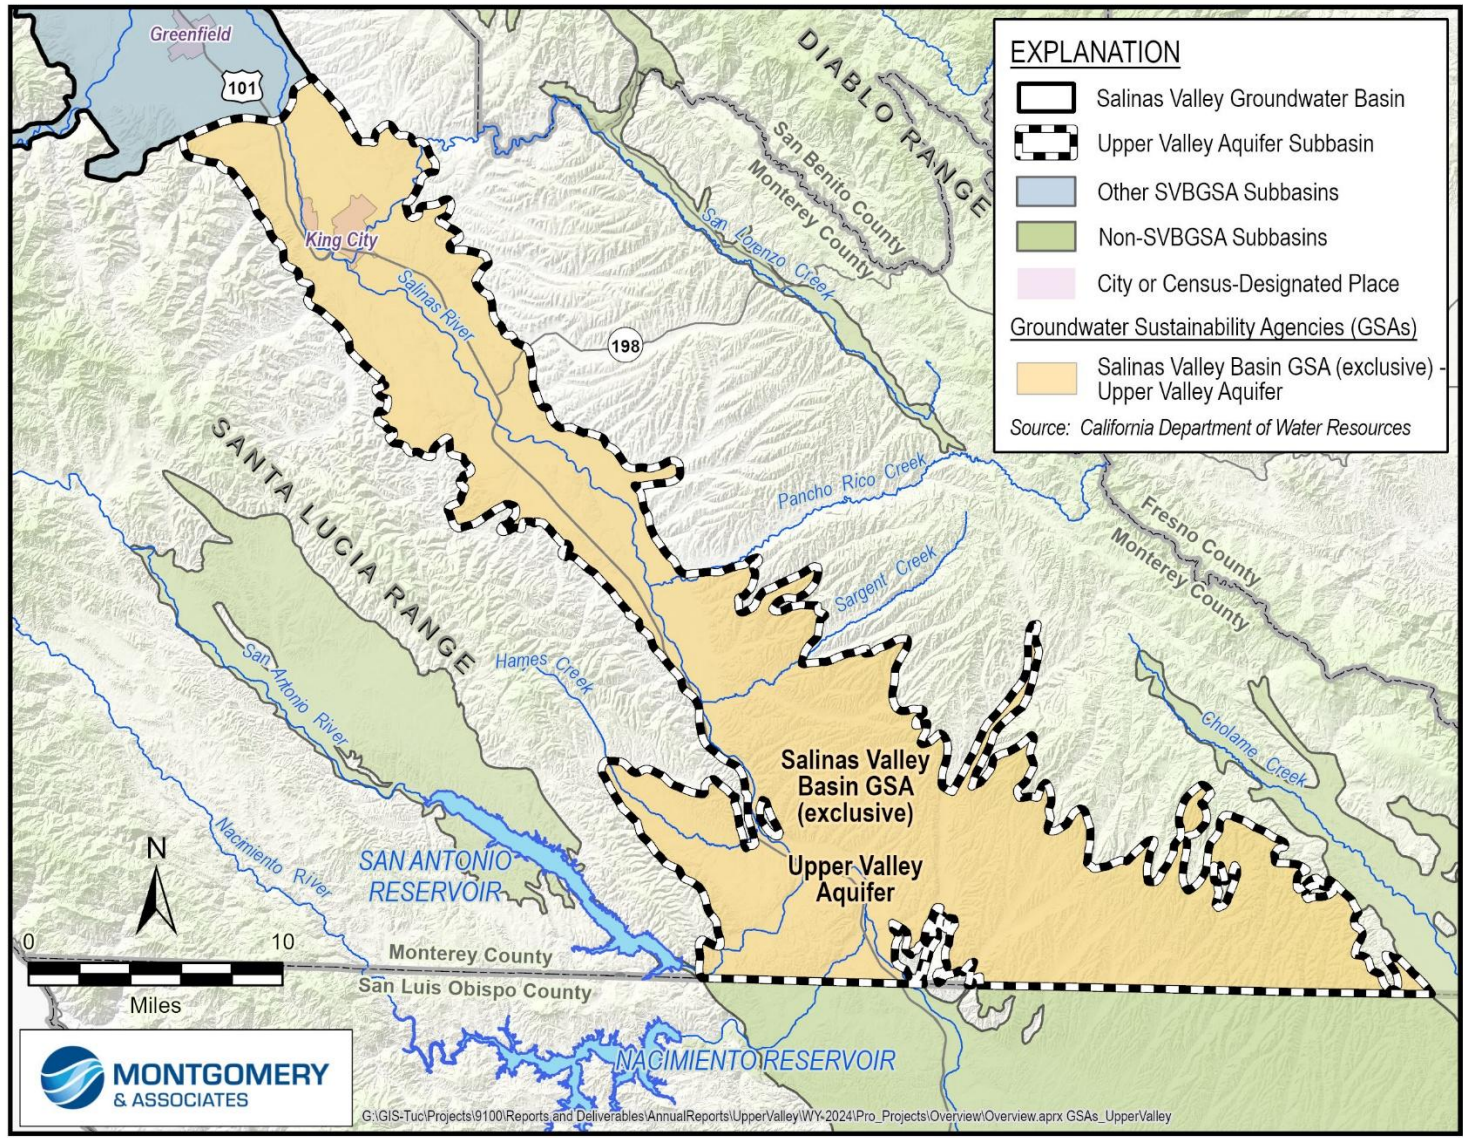 Greenfield
101
DIABLO RANGE
San Benito County
Monterey County
King City
Salinas River
San Lorenzo Creek
198
EXPLANATION
Salinas Valley Groundwater Basin
Upper Valley Aquifer Subbasin
Other SVBGSA Subbasins
Non-SVBGSA Subbasins
City or Census-Designated Place
Groundwater Sustainability Agencies (GSAs)
Salinas Valley Basin GSA (exclusive) -
Upper Valley Aquifer
Source: California Department of Water Resources
SANTA LUCIA RANGE
Pancho Rico Creek
Sargent Creek
Fresno County
Monterey County
San Antonio River
Hames Creek
Cholame Creek
Salinas Valley
Basin GSA
(exclusive)
Upper Valley
Aquifer
Nacimiento River
SAN ANTONIO
RESERVOIR
N
0 10
Miles
Monterey County
San Luis Obispo County
NACIMIENTO RESERVOIR
MONTGOMERY
& ASSOCIATES
G:\GIS-Tuc\Projects\9100\Reports and Deliverables\AnnualReports\UpperValley\WY-2024\Pro_Projects\Overview\Overview.aprx GSAs_UpperValley